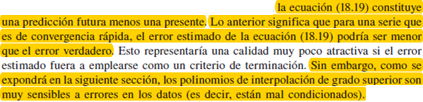 la ecuación (18.19) constituye
una predicción futura menos una presente. Lo anterior significa que para una serie que
es de convergencia rápida, el error estimado de la ecuación (18.19) podría ser menor
que el error verdadero. Esto representaría una calidad muy poco atractiva si el error
estimado fuera a emplearse como un criterio de terminación. Sin embargo, como se
expondrá en la siguiente sección, los polinomios de interpolación de grado superior son
muy sensibles a errores en los datos (es decir, están mal condicionados).